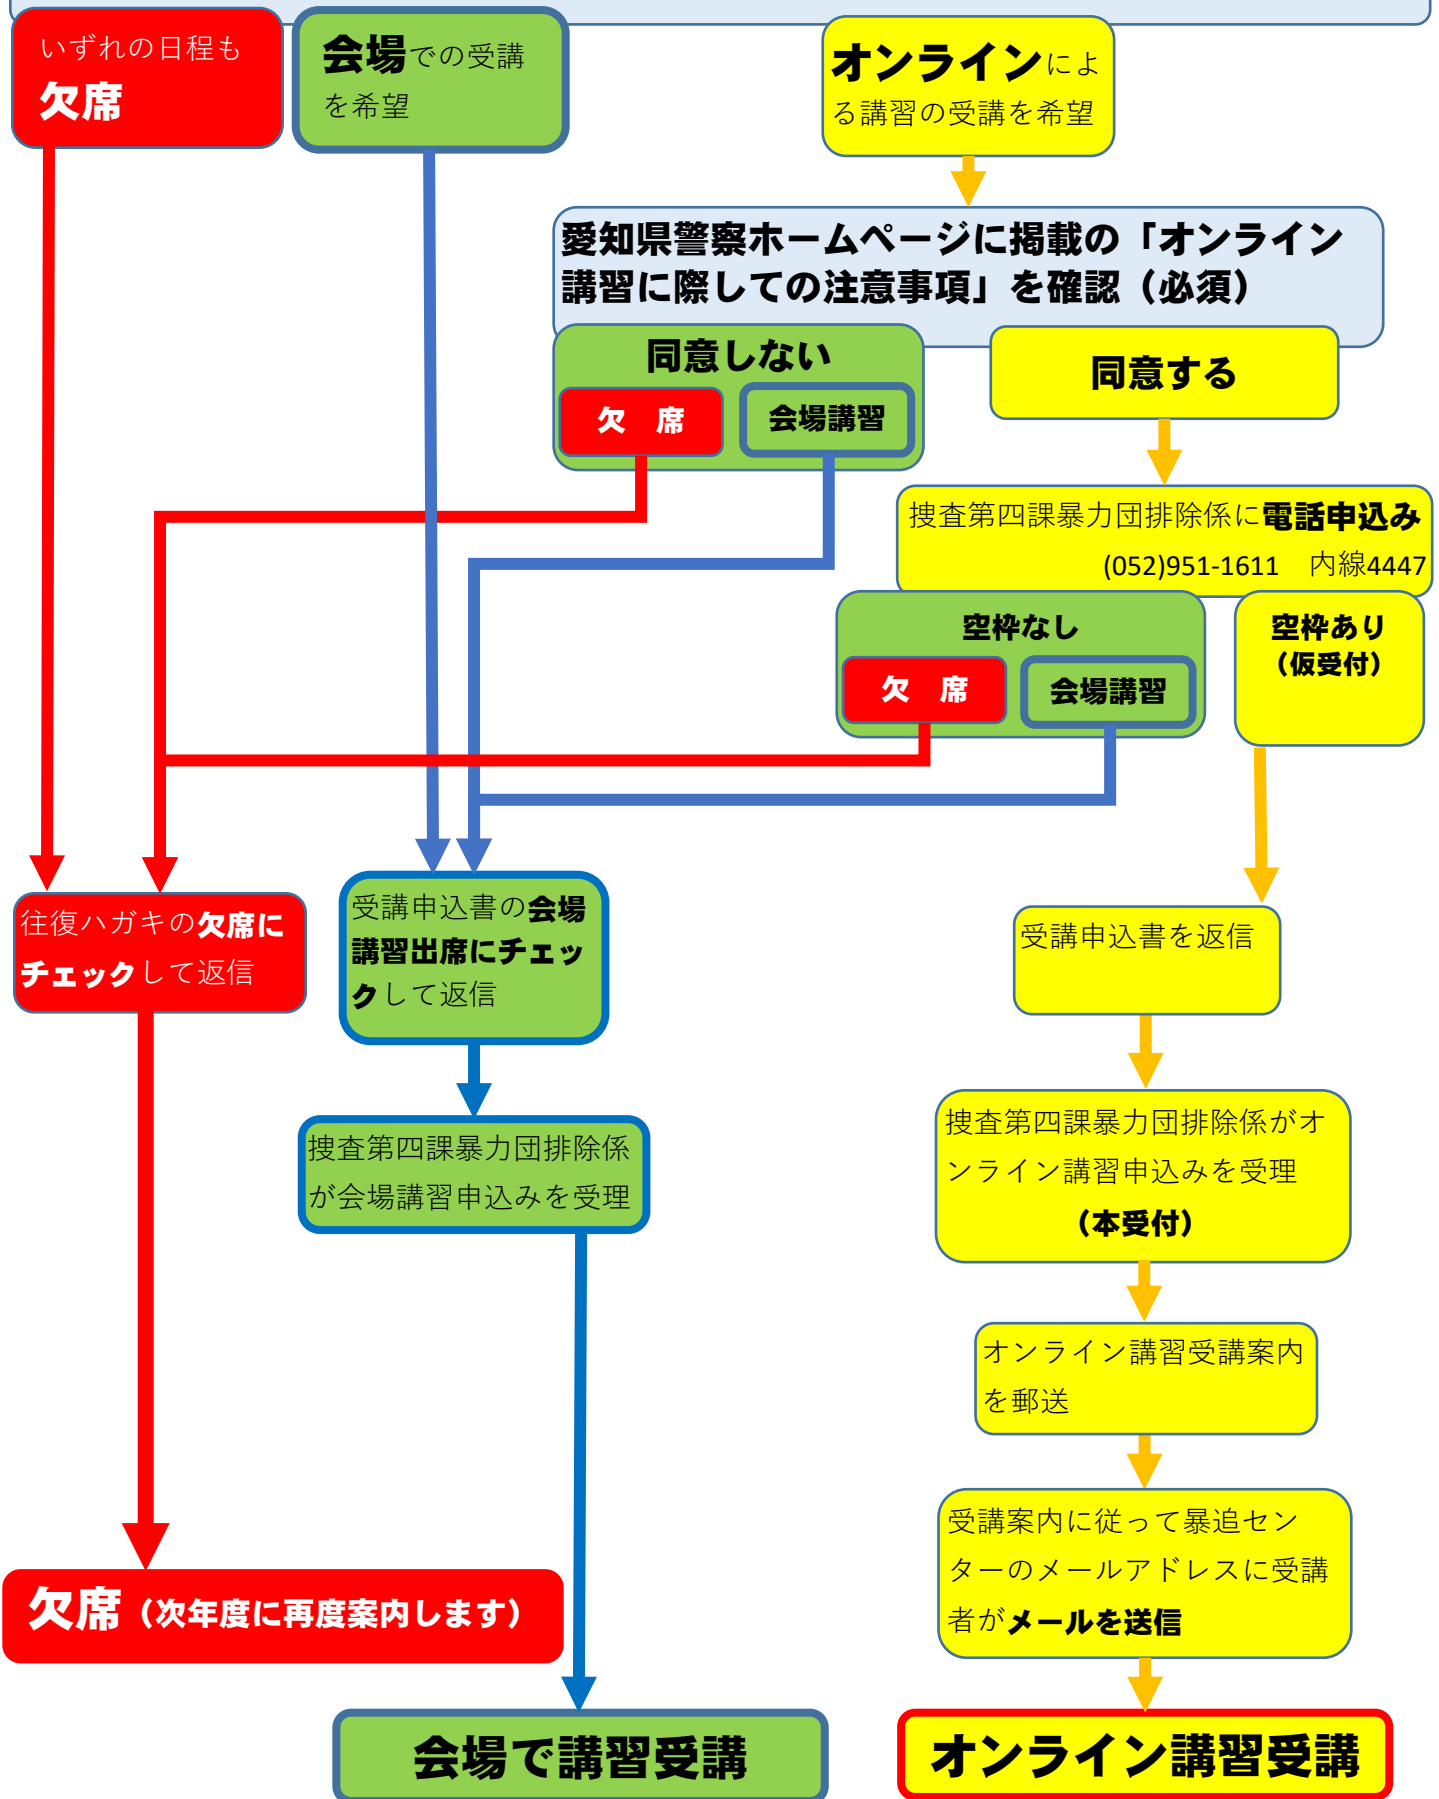 いずれの日程も
欠席
会場での受講
を希望
オンラインによ
る講習の受講を希望
愛知県警察ホームページに掲載の「オンライン
講習に際しての注意事項」を確認（必須）
同意しない
欠　席
会場講習
同意する
捜査第四課暴力団排除係に電話申込み
(052)951-1611　内線4447
空枠なし
欠　席
会場講習
空枠あり
（仮受付）
往復ハガキの欠席に
チェックして返信
受講申込書の会場
講習出席にチェッ
クして返信
受講申込書を返信
捜査第四課暴力団排除係
が会場講習申込みを受理
捜査第四課暴力団排除係がオ
ンライン講習申込みを受理
（本受付）
オンライン講習受講案内
を郵送
受講案内に従って暴追セン
ターのメールアドレスに受講
者がメールを送信
欠席（次年度に再度案内します）
会場で講習受講
オンライン講習受講